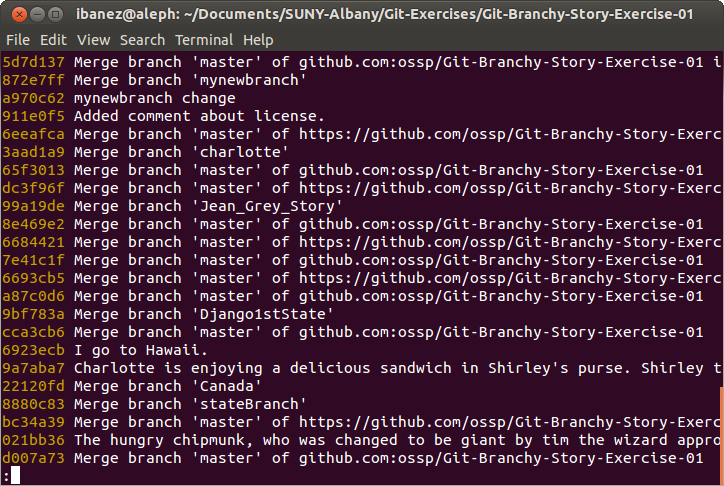 ibanez@aleph: ~/Documents/SUNY-Albany/Git-Exercises/Git-Branchy-Story-Exercise-01
File Edit View Search Terminal Help
5d7d137 Merge branch 'master' of github.com:ossp/Git-Branchy-Story-Exercise-01 i
872e7ff Merge branch 'mynewbranch'
a970c62 mynewbranch change
911e0f5 Added comment about license.
6eeafca Merge branch 'master' of https://github.com/ossp/Git-Branchy-Story-Exerc
3aad1a9 Merge branch 'charlotte'
65f3013 Merge branch 'master' of github.com:ossp/Git-Branchy-Story-Exercise-01
dc3f96f Merge branch 'master' of https://github.com/ossp/Git-Branchy-Story-Exerc
99a19de Merge branch 'Jean_Grey_Story'
8e469e2 Merge branch 'master' of github.com:ossp/Git-Branchy-Story-Exercise-01
6684421 Merge branch 'master' of https://github.com/ossp/Git-Branchy-Story-Exerc
7e41c1f Merge branch 'master' of github.com:ossp/Git-Branchy-Story-Exercise-01
6693cb5 Merge branch 'master' of https://github.com/ossp/Git-Branchy-Story-Exerc
a87c0d6 Merge branch 'master' of github.com:ossp/Git-Branchy-Story-Exercise-01
9bf783a Merge branch 'Django1stState'
cca3cb6 Merge branch 'master' of github.com:ossp/Git-Branchy-Story-Exercise-01
6923ecb I go to Hawaii.
9a7aba7 Charlotte is enjoying a delicious sandwich in Shirley's purse. Shirley t
22120fd Merge branch 'Canada'
8880c83 Merge branch 'stateBranch'
bc34a39 Merge branch 'master' of https://github.com/ossp/Git-Branchy-Story-Exerc
021bb36 The hungry chipmunk, who was changed to be giant by tim the wizard appro
d007a73 Merge branch 'master' of github.com:ossp/Git-Branchy-Story-Exercise-01
: